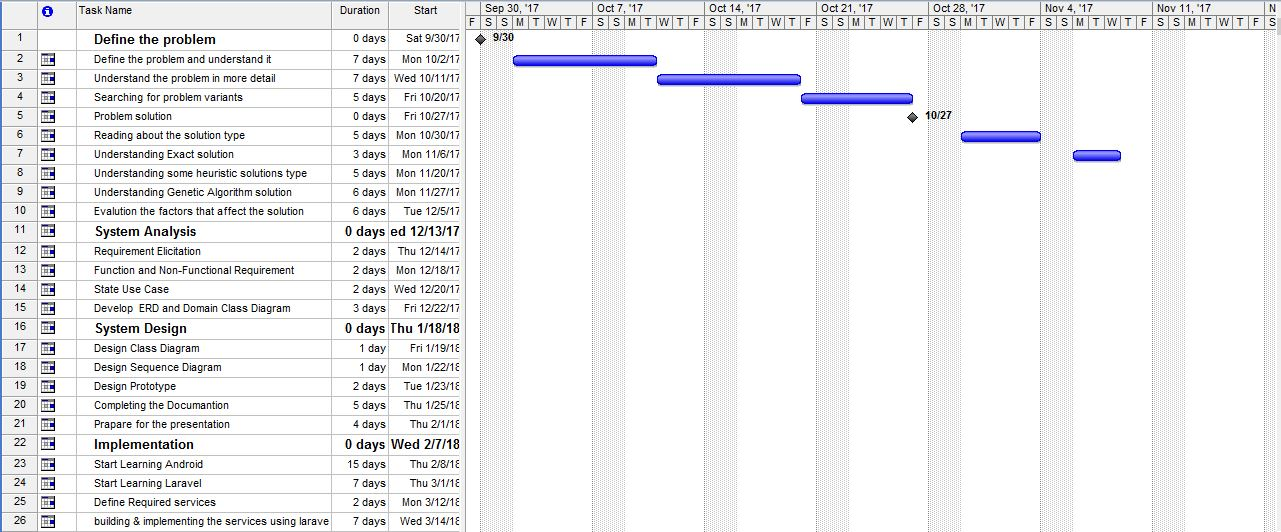 Task Name Duration Start Sep 30, '17 Oct 7, '17 Oct 14, '17 Oct 21, '17 Oct 28, '17 Nov 4, '17 Nov 11, '17 N
F S S M T W T F S S M T W T F S S M T W T F S S M T W T F S S M T W T F S S M T W T F S S M T W T F S
1 Define the problem 0 days Sat 9/30/17 9/30
2 Define the problem and understand it 7 days Mon 10/2/17
3 Understand the problem in more detail 7 days Wed 10/11/17
4 Searching for problem variants 5 days Fri 10/20/17
5 Problem solution 0 days Fri 10/27/17 10/27
6 Reading about the solution type 5 days Mon 10/30/17
7 Understanding Exact solution 3 days Mon 11/6/17
8 Understanding some heuristic solutions type 5 days Mon 11/20/17
9 Understanding Genetic Algorithm solution 6 days Mon 11/27/17
10 Evalution the factors that affect the solution 6 days Tue 12/5/17
11 System Analysis 0 days ed 12/13/17
12 Requirement Elicitation 2 days Thu 12/14/17
13 Function and Non-Functional Requirement 2 days Mon 12/18/17
14 State Use Case 2 days Wed 12/20/17
15 Develop ERD and Domain Class Diagram 3 days Fri 12/22/17
16 System Design 0 days Thu 1/18/18
17 Design Class Diagram 1 day Fri 1/19/18
18 Design Sequence Diagram 1 day Mon 1/22/18
19 Design Prototype 2 days Tue 1/23/18
20 Completing the Documantion 5 days Thu 1/25/18
21 Prapare for the presentation 4 days Thu 2/1/18
22 Implementation 0 days Wed 2/7/18
23 Start Learning Android 15 days Thu 2/8/18
24 Start Learning Laravel 7 days Thu 3/1/18
25 Define Required services 2 days Mon 3/12/18
26 building & implementing the services using larave 7 days Wed 3/14/18